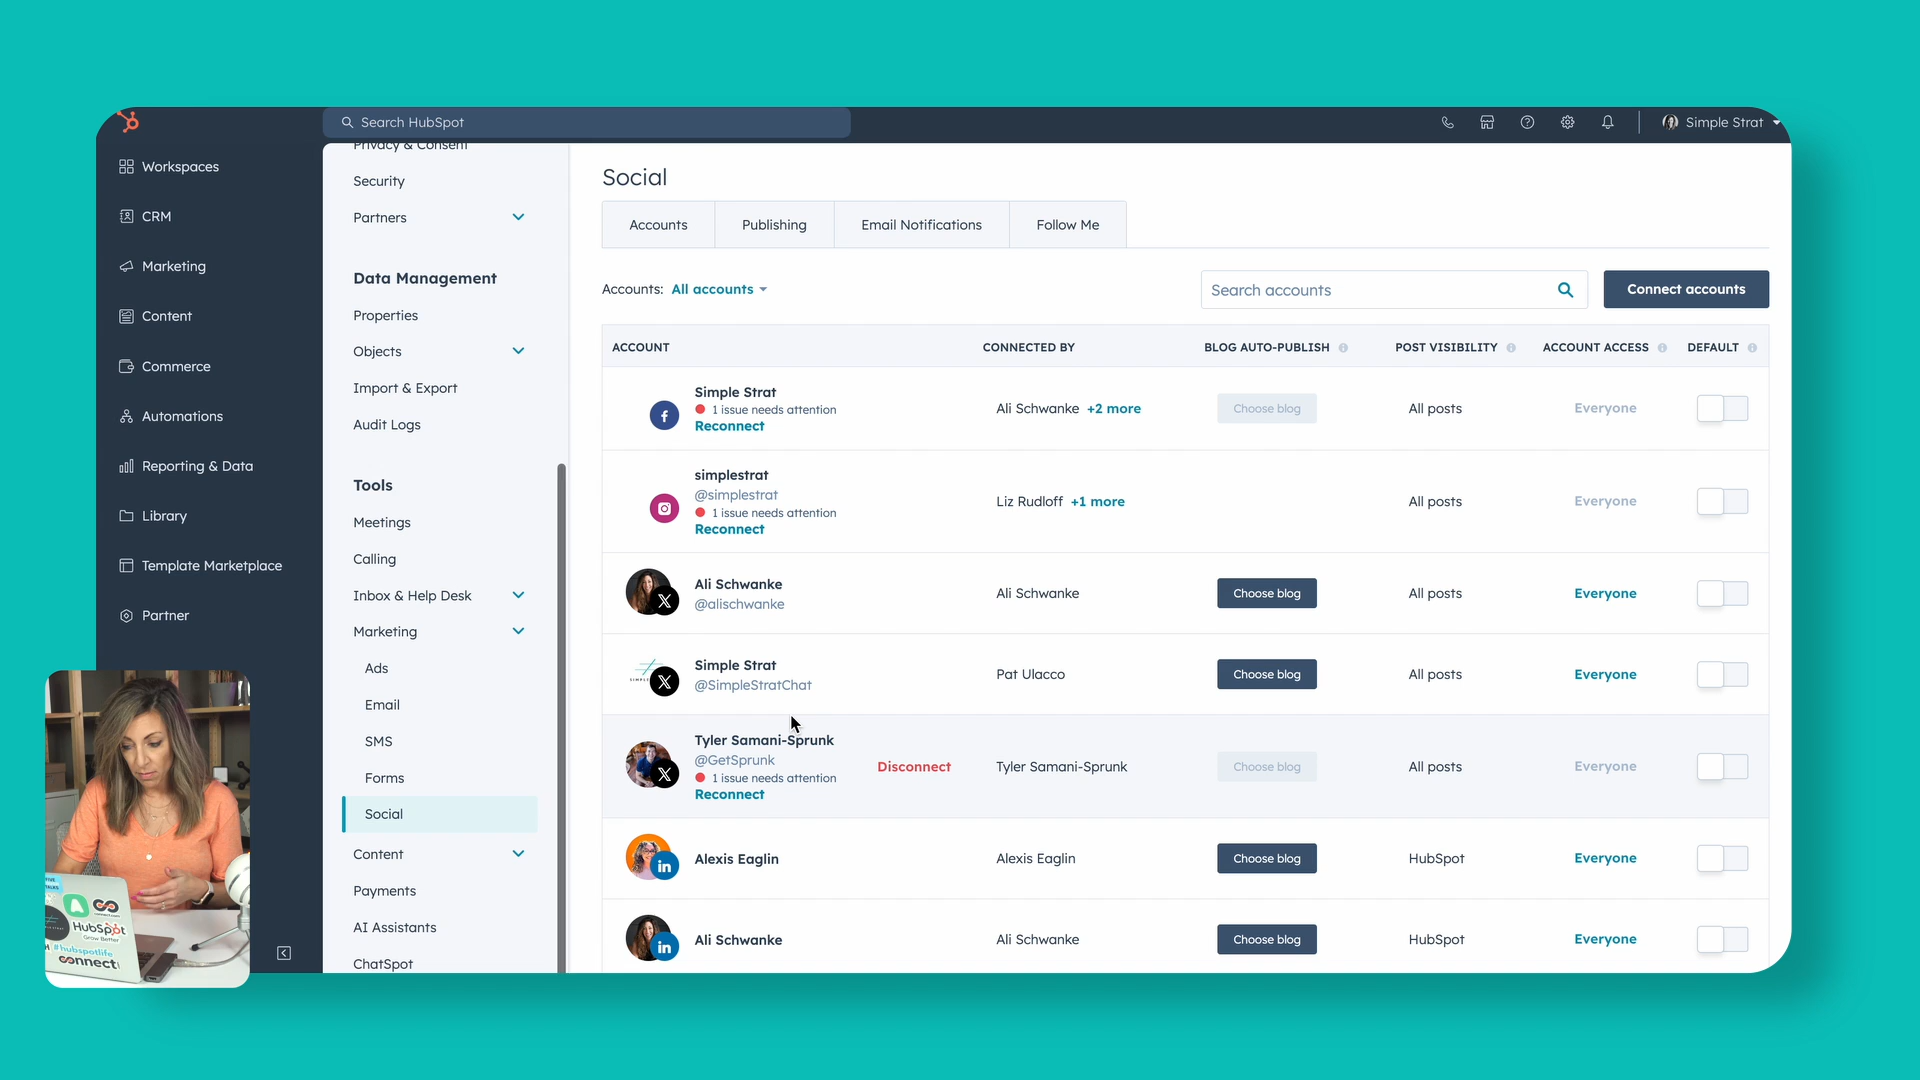 Search HubSpot
Simple Strat
Workspaces
CRM
Marketing
Content
Commerce
Automations
Reporting & Data
Library
Template Marketplace
Partner
Privacy & Consent
Security
Partners
Data Management
Properties
Objects
Import & Export
Audit Logs
Tools
Meetings
Calling
Inbox & Help Desk
Marketing
Ads
Email
SMS
Forms
Social
Content
Payments
AI Assistants
ChatSpot
Social
Accounts
Publishing
Email Notifications
Follow Me
Accounts: All accounts
Search accounts
Connect accounts
ACCOUNT CONNECTED BY BLOG AUTO-PUBLISH POST VISIBILITY ACCOUNT ACCESS DEFAULT
Simple Strat
1 issue needs attention
Reconnect
Ali Schwanke +2 more
Choose blog
All posts
Everyone
simplestrat
@simplestrat
1 issue needs attention
Reconnect
Liz Rudloff +1 more
All posts
Everyone
Ali Schwanke
@alischwanke
Ali Schwanke
Choose blog
All posts
Everyone
Simple Strat
@SimpleStratChat
Pat Ulacco
Choose blog
All posts
Everyone
Tyler Samani-Sprunk
@GetSprunk
1 issue needs attention
Reconnect
Disconnect
Tyler Samani-Sprunk
Choose blog
All posts
Everyone
Alexis Eaglin
Alexis Eaglin
Choose blog
HubSpot
Everyone
Ali Schwanke
Ali Schwanke
Choose blog
HubSpot
Everyone
HubSpot
Grow Better
#hubspotlife
connect